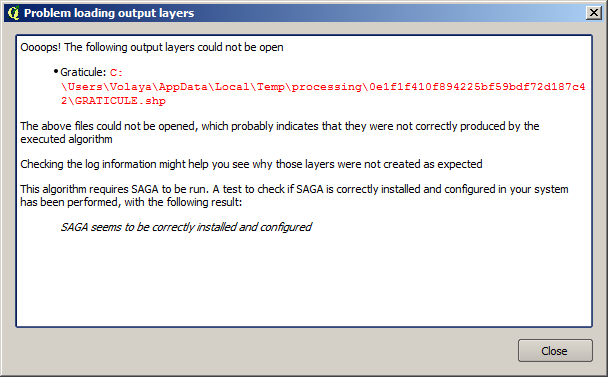 Problem loading output layers
Oooops! The following output layers could not be open
• Graticule: C:
\Users\Volaya\AppData\Local\Temp\processing\0e1f1f410f894225bf59bdf72d187c4
2\GRATICULE.shp
The above files could not be opened, which probably indicates that they were not correctly produced by the
executed algorithm
Checking the log information might help you see why those layers were not created as expected
This algorithm requires SAGA to be run. A test to check if SAGA is correctly installed and configured in your system
has been performed, with the following result:
SAGA seems to be correctly installed and configured
Close